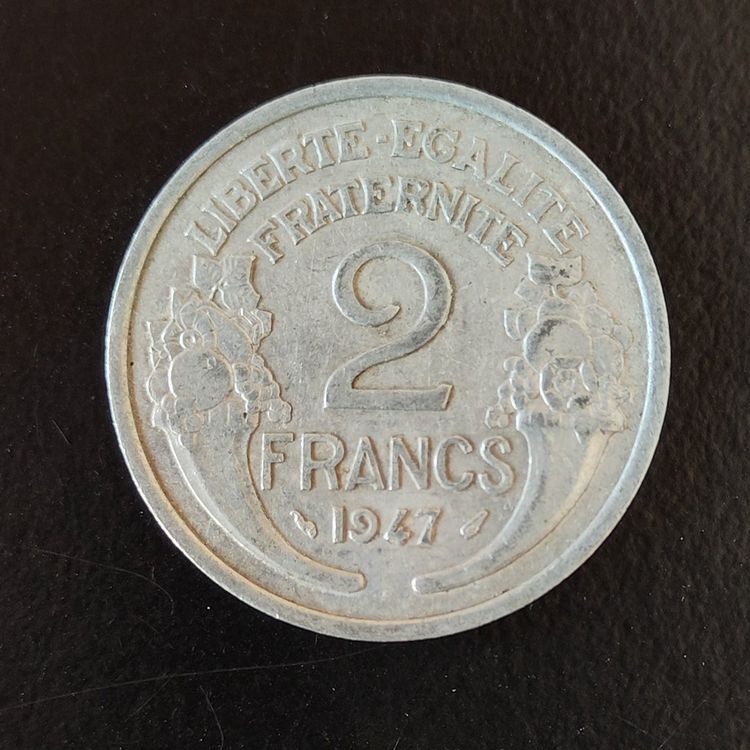 LIBERTE-EGALITE
FRATERNITE
2
FRANCS
1947